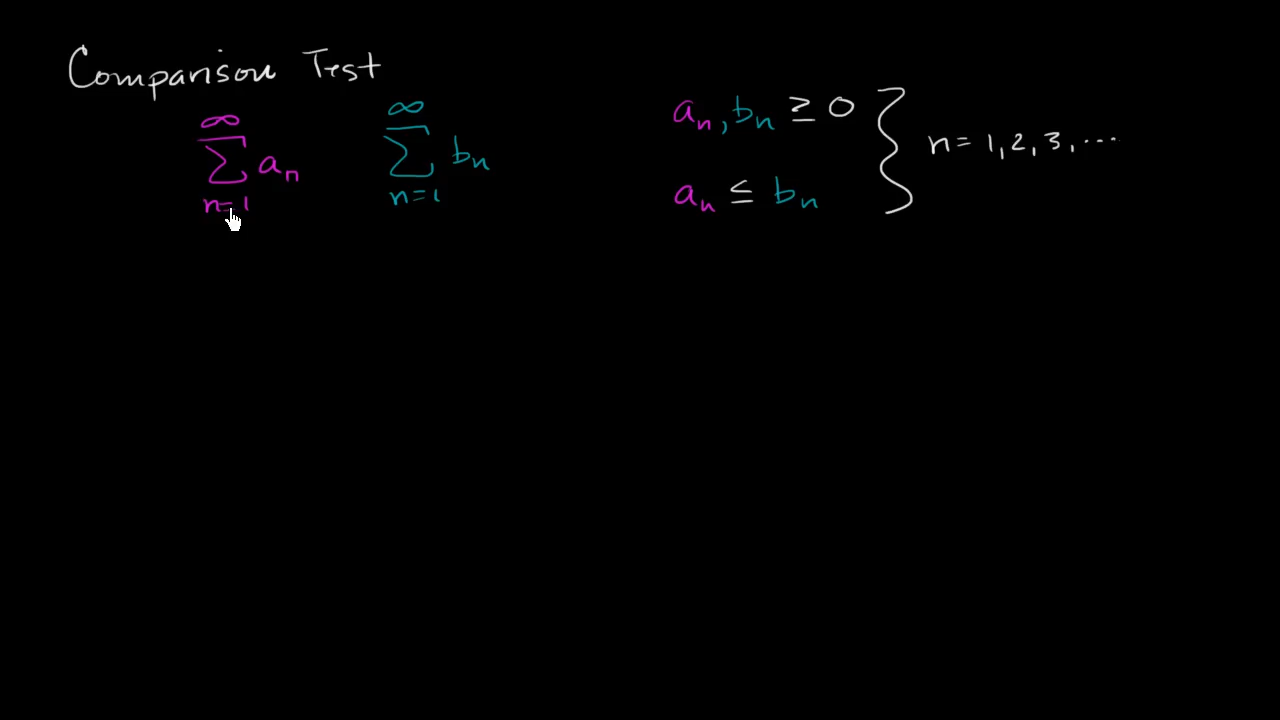 Comparison Test
∞ ∑ n=1 aₙ
∞ ∑ n=1 bₙ
aₙ, bₙ ≥ 0
aₙ ≤ bₙ
} n = 1, 2, 3, ...